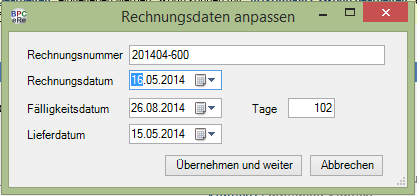 BPC
eRe
Rechnungsdaten anpassen
Rechnungsnummer 201404-600
Rechnungsdatum 16.05.2014
Fälligkeitsdatum 26.08.2014 Tage 102
Lieferdatum 15.05.2014
Übernehmen und weiter Abbrechen